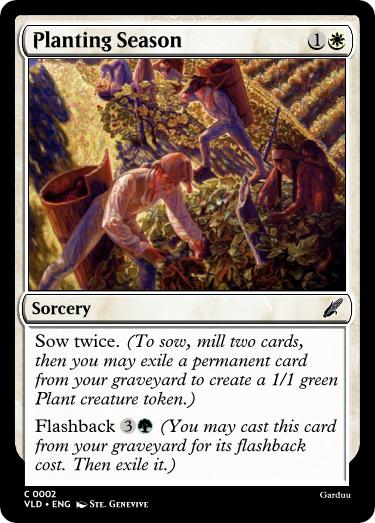 Planting Season 1
Sorcery
Sow twice. (To sow, mill two cards,
then you may exile a permanent card
from your graveyard to create a 1/1 green
Plant creature token.)
Flashback 3 (You may cast this card
from your graveyard for its flashback
cost. Then exile it.)
C 0002
VLD • ENG Ste. Genevive
Garduu